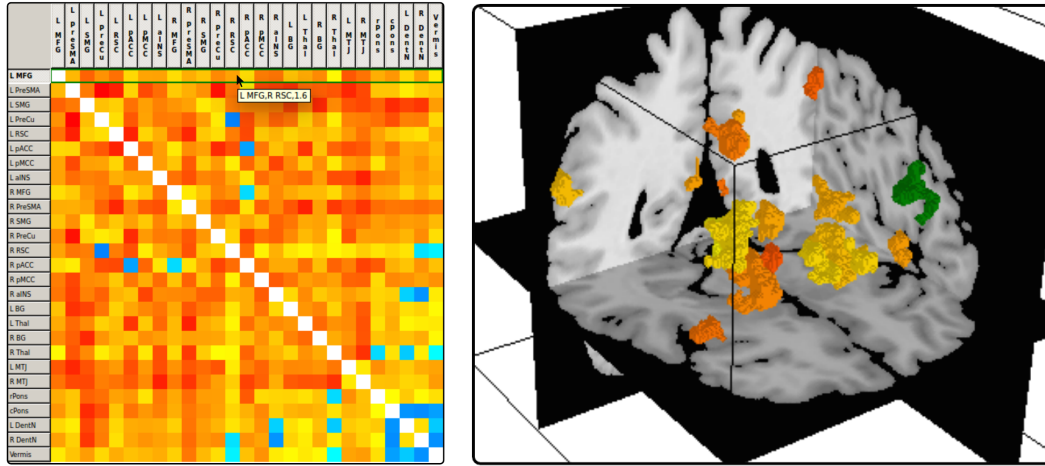 L MFG
L preSMA
L SMG
L PreCu
L RSC
L pACC
L pMCC
L aINS
R MFG
R preSMA
R SMG
R PreCu
R RSC
R pACC
R pMCC
R aINS
L BG
L Thal
R BG
R Thal
L MTJ
R MTJ
rPons
cPons
L DentN
R DentN
Vermis
L MFG
L PreSMA
L SMG
L PreCu
L RSC
L pACC
L pMCC
L aINS
R MFG
R PreSMA
R SMG
R PreCu
R RSC
R pACC
R pMCC
R aINS
L BG
L Thal
R BG
R Thal
L MTJ
R MTJ
rPons
cPons
L DentN
R DentN
Vermis
L MFG,R RSC,1.6